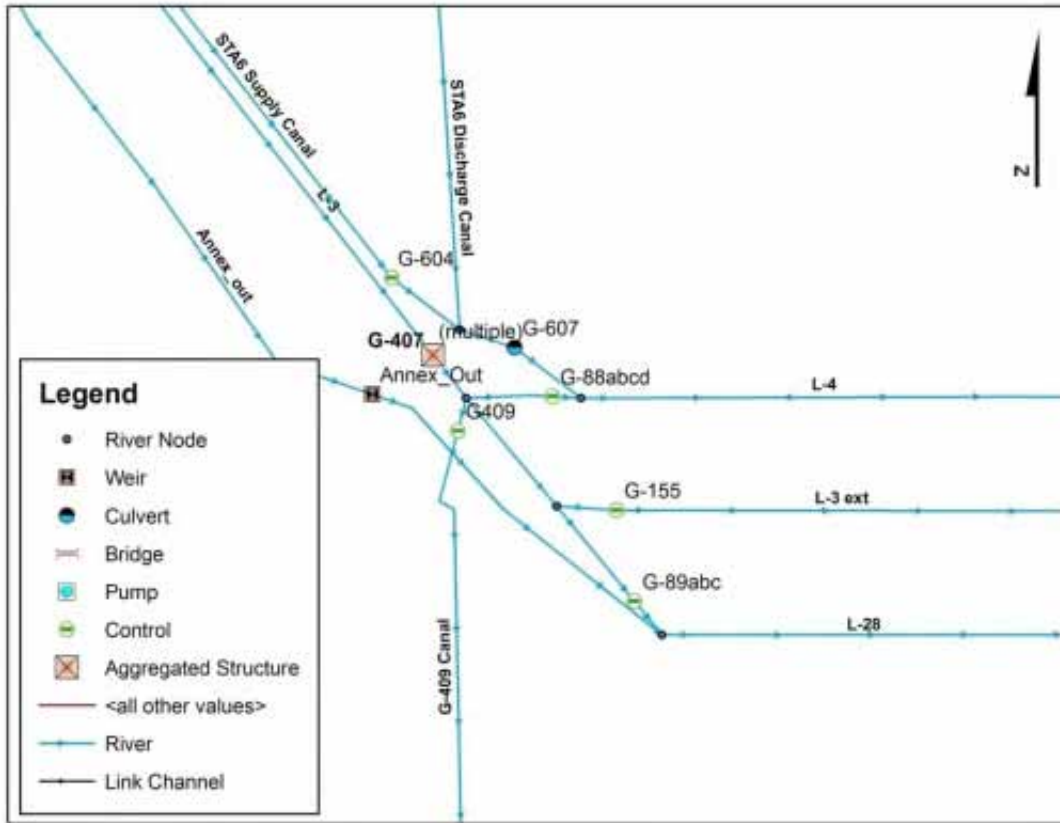 STA6 Supply Canal
L-3
STA6 Discharge Canal
Annex_out
N
G-604
G-407
(multiple)
G-607
Annex_Out
G-88abcd
L-4
G409
G-155
L-3 ext
G-89abc
L-28
G-409 Canal
Legend
River Node
Weir
Culvert
Bridge
Pump
Control
Aggregated Structure
<all other values>
River
Link Channel